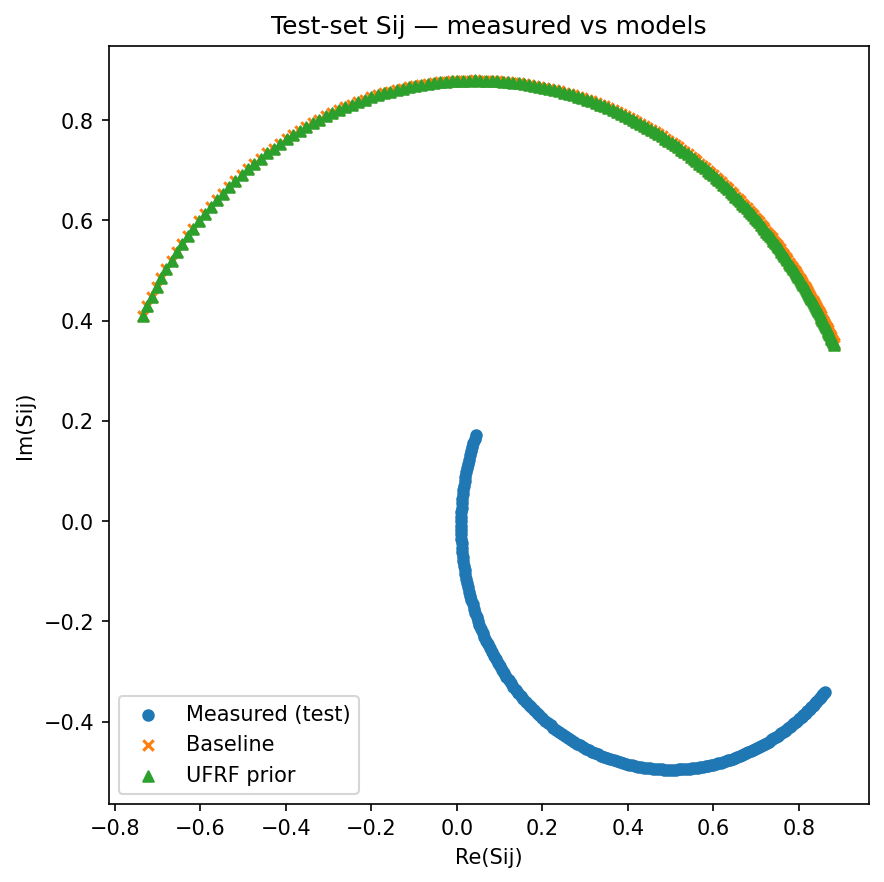 Test-set Sij — measured vs models
Im(Sij)
0.8
0.6
0.4
0.2
0.0
−0.2
−0.4
Measured (test)
Baseline
UFRF prior
−0.8 −0.6 −0.4 −0.2 0.0 0.2 0.4 0.6 0.8
Re(Sij)